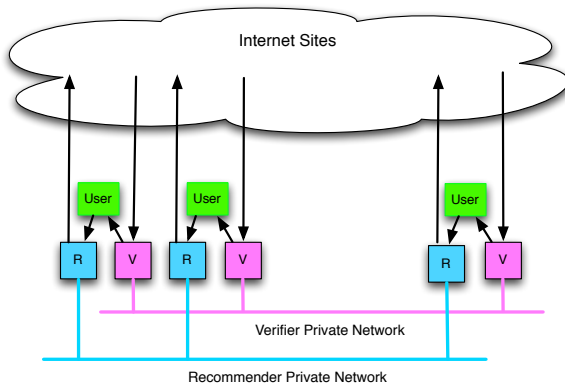 Internet Sites
User
User
User
R
V
R
V
R
V
Verifier Private Network
Recommender Private Network